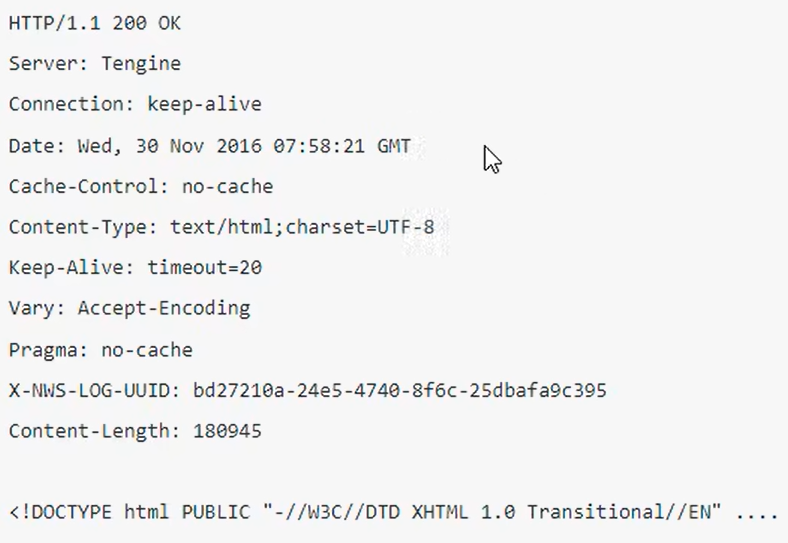 HTTP/1.1 200 OK
Server: Tengine
Connection: keep-alive
Date: Wed, 30 Nov 2016 07:58:21 GMT
Cache-Control: no-cache
Content-Type: text/html;charset=UTF-8
Keep-Alive: timeout=20
Vary: Accept-Encoding
Pragma: no-cache
X-NWS-LOG-UUID: bd27210a-24e5-4740-8f6c-25dbafa9c395
Content-Length: 180945
<!DOCTYPE html PUBLIC "-//W3C//DTD XHTML 1.0 Transitional//EN" ....